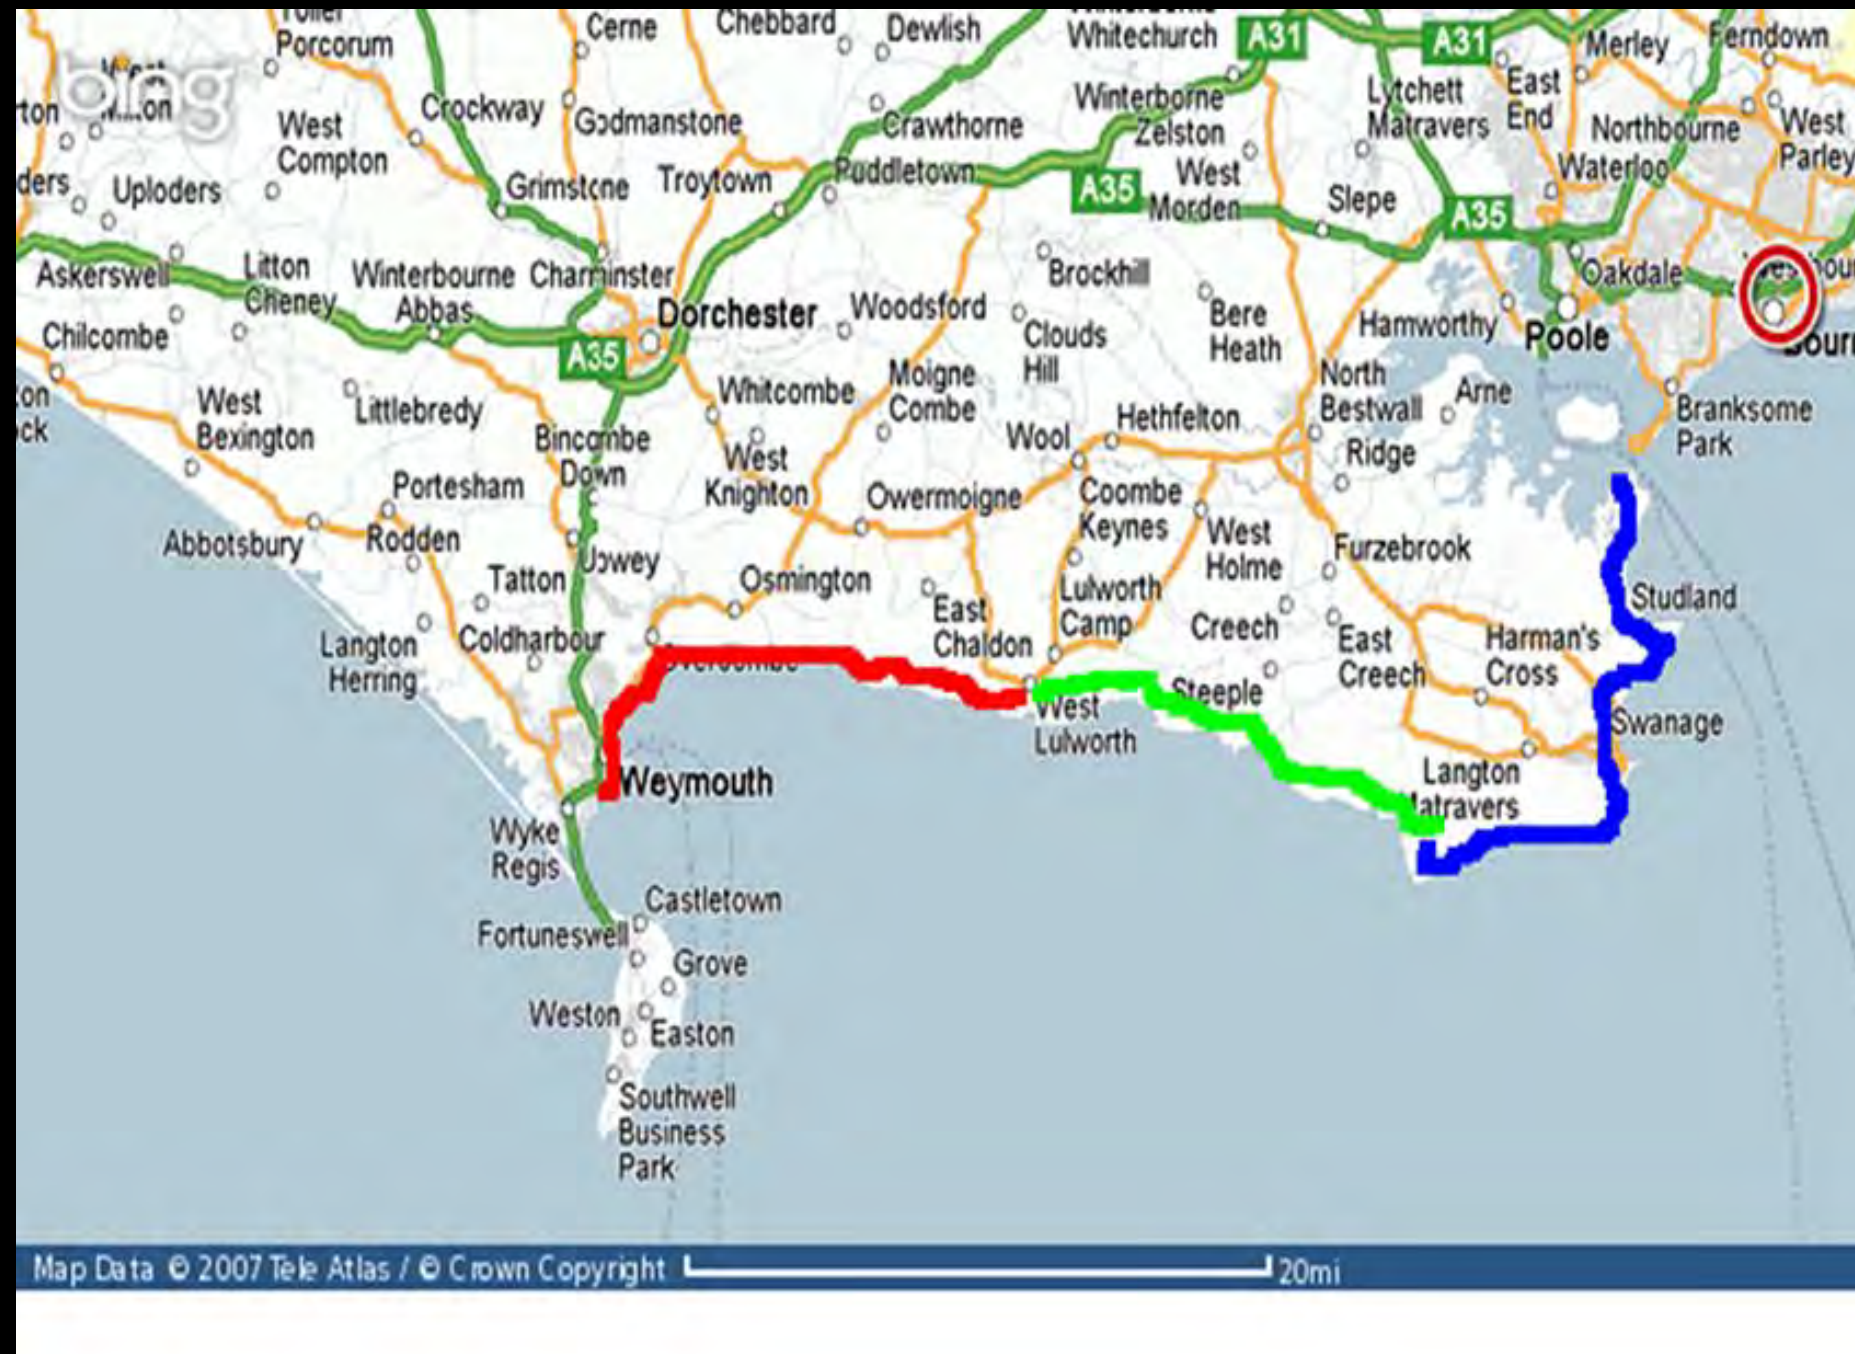 bing
Porcorum
Cerne
Chebbard
Dewlish
Whitechurch
A31
A31
Merley
Ferndown
West
Compton
Crockway
Godmanstone
Crawthorne
Winterborne
Zelston
Lytchett
Matravers
East
End
Northbourne
West
Parley
Uploders
Grimstone
Troytown
Puddletown
A35
West
Morden
Slepe
A35
Waterloo
Askerswell
Litton
Cheney
Winterbourne
Abbas
Charminster
Dorchester
Woodsford
Brockhill
Clouds
Hill
Bere
Heath
Hamworthy
Poole
Oakdale
Chilcombe
A35
West
Bexington
Littlebredy
Whitcombe
Moigne
Combe
Hethfelton
North
Bestwall
Arne
Branksome
Park
Bincombe
Down
West
Knighton
Wool
Ridge
Portesham
Owermoigne
Coombe
Keynes
West
Holme
Furzebrook
Abbotsbury
Rodden
Upwey
Tatton
Osmington
East
Chaldon
Lulworth
Camp
Creech
East
Creech
Harman's
Cross
Studland
Langton
Herring
Coldharbour
Overcombe
West
Lulworth
Steeple
Swanage
Weymouth
Langton
Matravers
Wyke
Regis
Castletown
Fortuneswell
Grove
Weston
Easton
Southwell
Business
Park
Map Data © 2007 Tele Atlas / © Crown Copyright
20mi